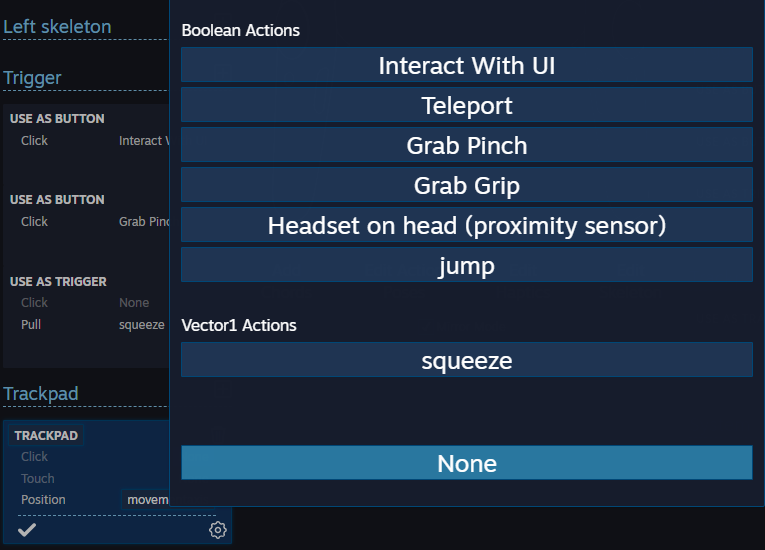 Left skeleton
Trigger
USE AS BUTTON
Click Interact
USE AS BUTTON
Click Grab
USE AS TRIGGER
Click None
Pull squeeze
Trackpad
TRACKPAD
Click
Touch
Position
Boolean Actions
Interact With UI
Teleport
Grab Pinch
Grab Grip
Headset on head (proximity sensor)
jump
Vector1 Actions
squeeze
None